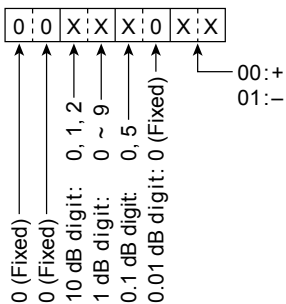 0 0 X X X 0 X X
00:+
01:–
0 (Fixed)
0 (Fixed)
10 dB digit: 0, 1, 2
1 dB digit: 0 ~ 9
0.1 dB digit: 0, 5
0.01 dB digit: 0 (Fixed)